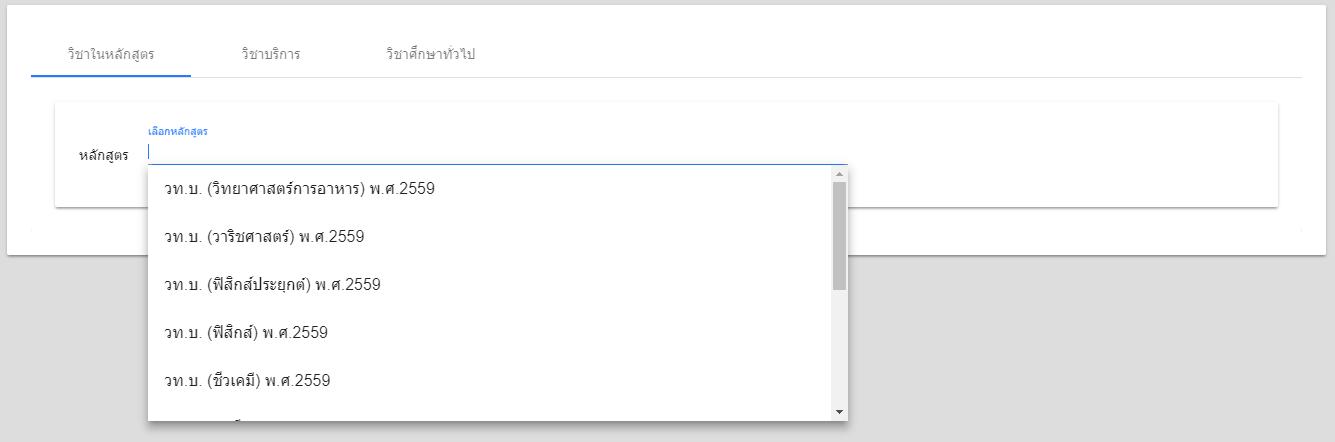 วิชาในหลักสูตร วิชาบริการ วิชาศึกษาทั่วไป
เลือกหลักสูตร
หลักสูตร
วท.บ. (วิทยาศาสตร์การอาหาร) พ.ศ.2559
วท.บ. (วาริชศาสตร์) พ.ศ.2559
วท.บ. (ฟิสิกส์ประยุกต์) พ.ศ.2559
วท.บ. (ฟิสิกส์) พ.ศ.2559
วท.บ. (ชีวเคมี) พ.ศ.2559